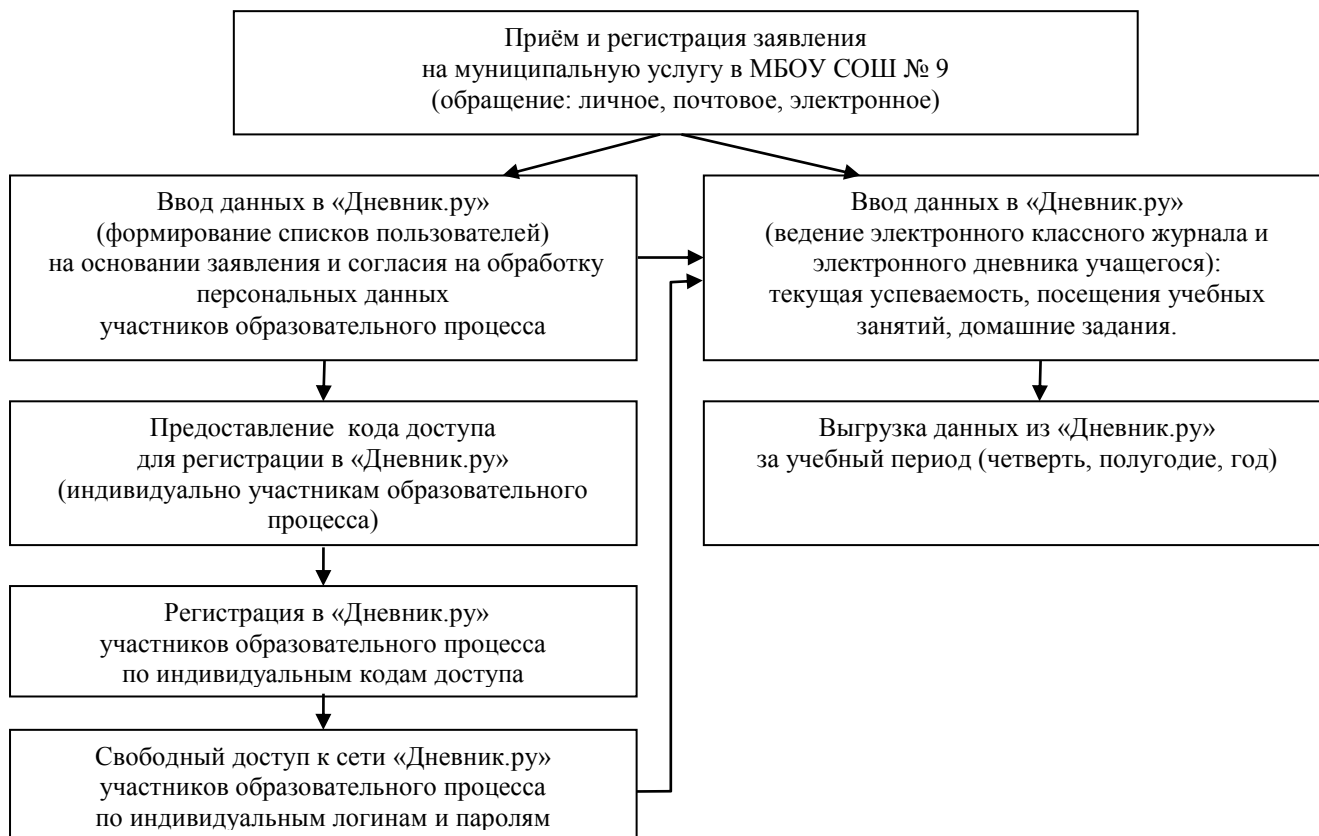 Приём и регистрация заявления
на муниципальную услугу в МБОУ СОШ № 9
(обращение: личное, почтовое, электронное)
Ввод данных в «Дневник.ру»
(формирование списков пользователей)
на основании заявления и согласия на обработку
персональных данных
участников образовательного процесса
Ввод данных в «Дневник.ру»
(ведение электронного классного журнала и
электронного дневника учащегося):
текущая успеваемость, посещения учебных
занятий, домашние задания.
Предоставление кода доступа
для регистрации в «Дневник.ру»
(индивидуально участникам образовательного
процесса)
Выгрузка данных из «Дневник.ру»
за учебный период (четверть, полугодие, год)
Регистрация в «Дневник.ру»
участников образовательного процесса
по индивидуальным кодам доступа
Свободный доступ к сети «Дневник.ру»
участников образовательного процесса
по индивидуальным логинам и паролям